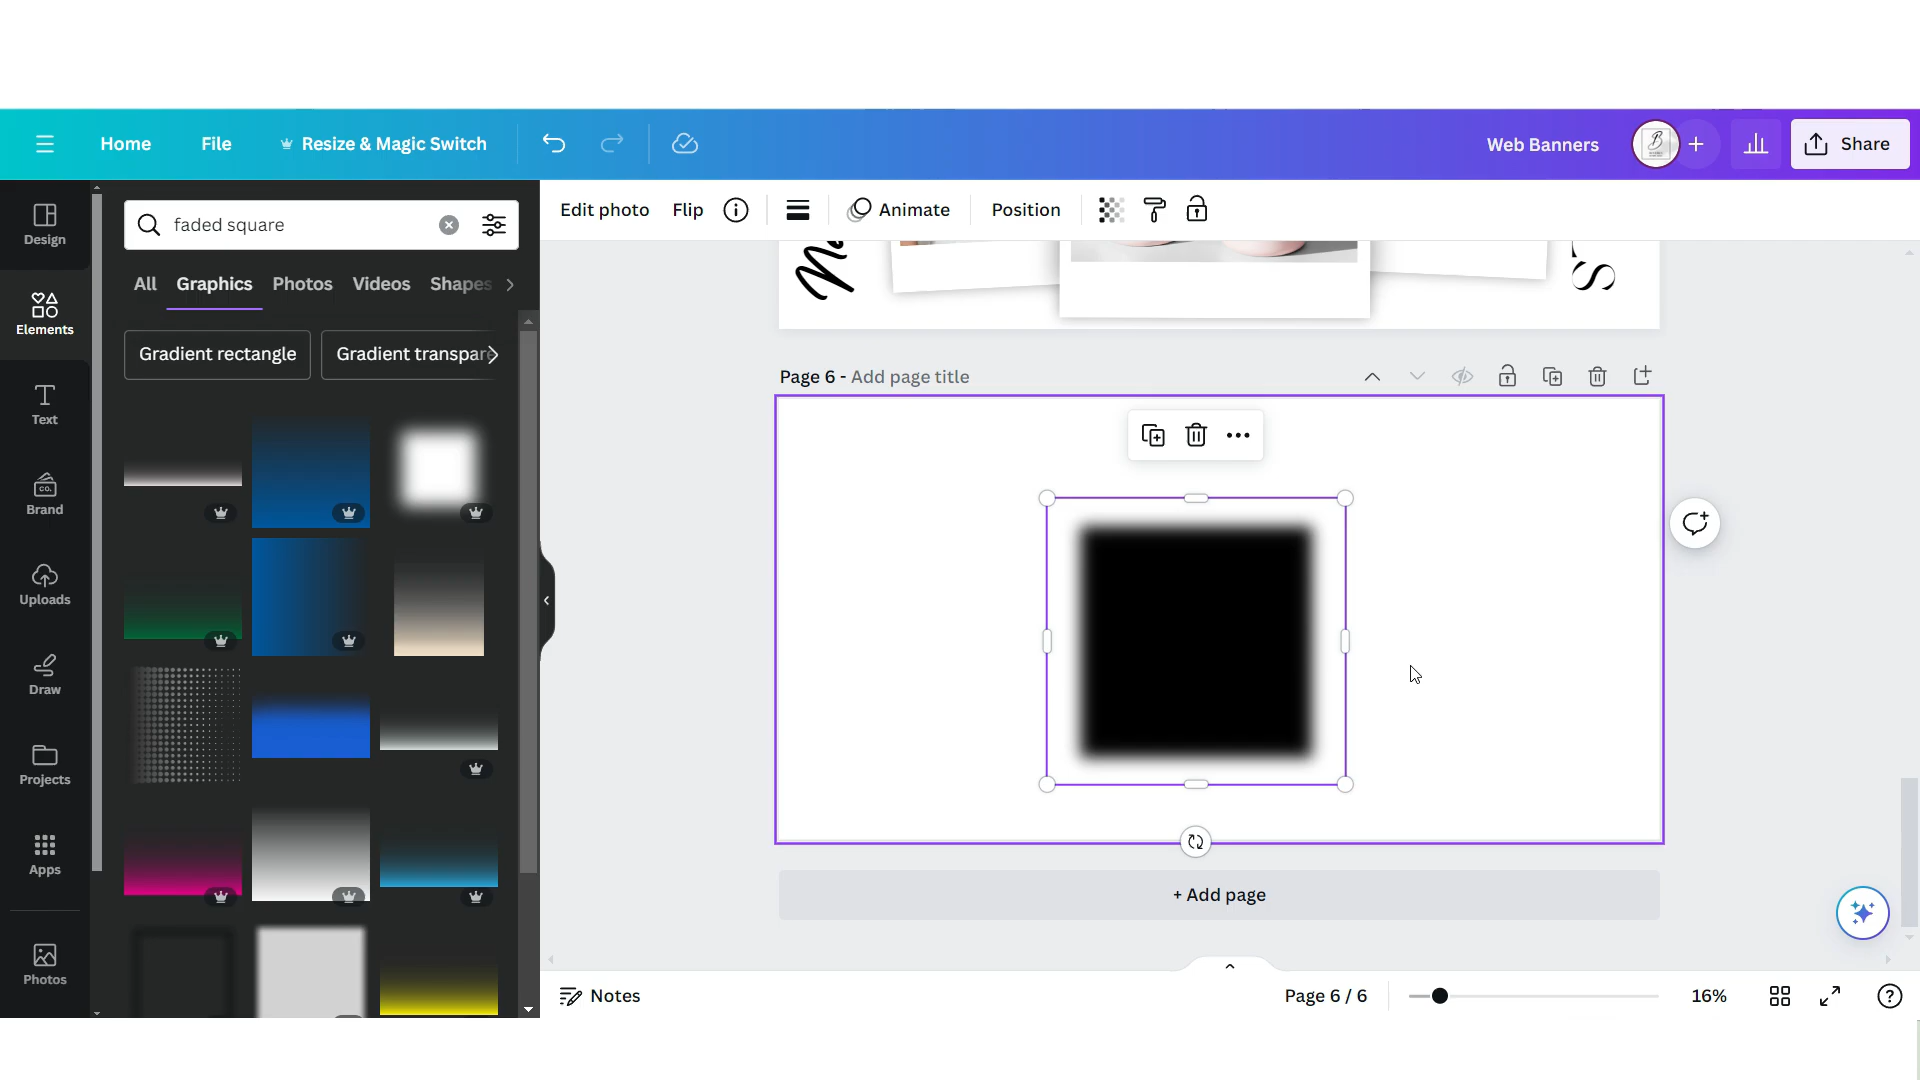 Home File Resize & Magic Switch Web Banners Share
Edit photo Flip Animate Position
Design
Elements
Text
Brand
Uploads
Draw
Projects
Apps
Photos
faded square
All Graphics Photos Videos Shapes
Gradient rectangle Gradient transpare
Page 6 - Add page title
+ Add page
Notes Page 6 / 6 16%